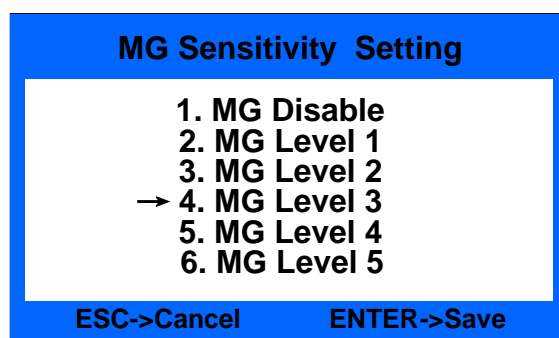 MG Sensitivity Setting
1. MG Disable
2. MG Level 1
3. MG Level 2
→ 4. MG Level 3
5. MG Level 4
6. MG Level 5
ESC->Cancel ENTER->Save